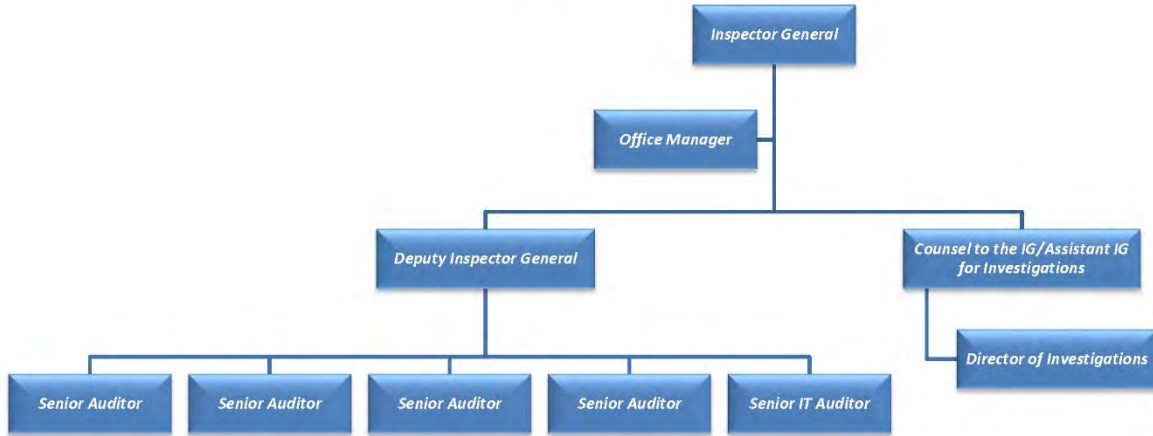 Inspector General
Office Manager
Deputy Inspector General
Counsel to the IG/Assistant IG
for Investigations
Director of Investigations
Senior Auditor
Senior Auditor
Senior Auditor
Senior Auditor
Senior IT Auditor